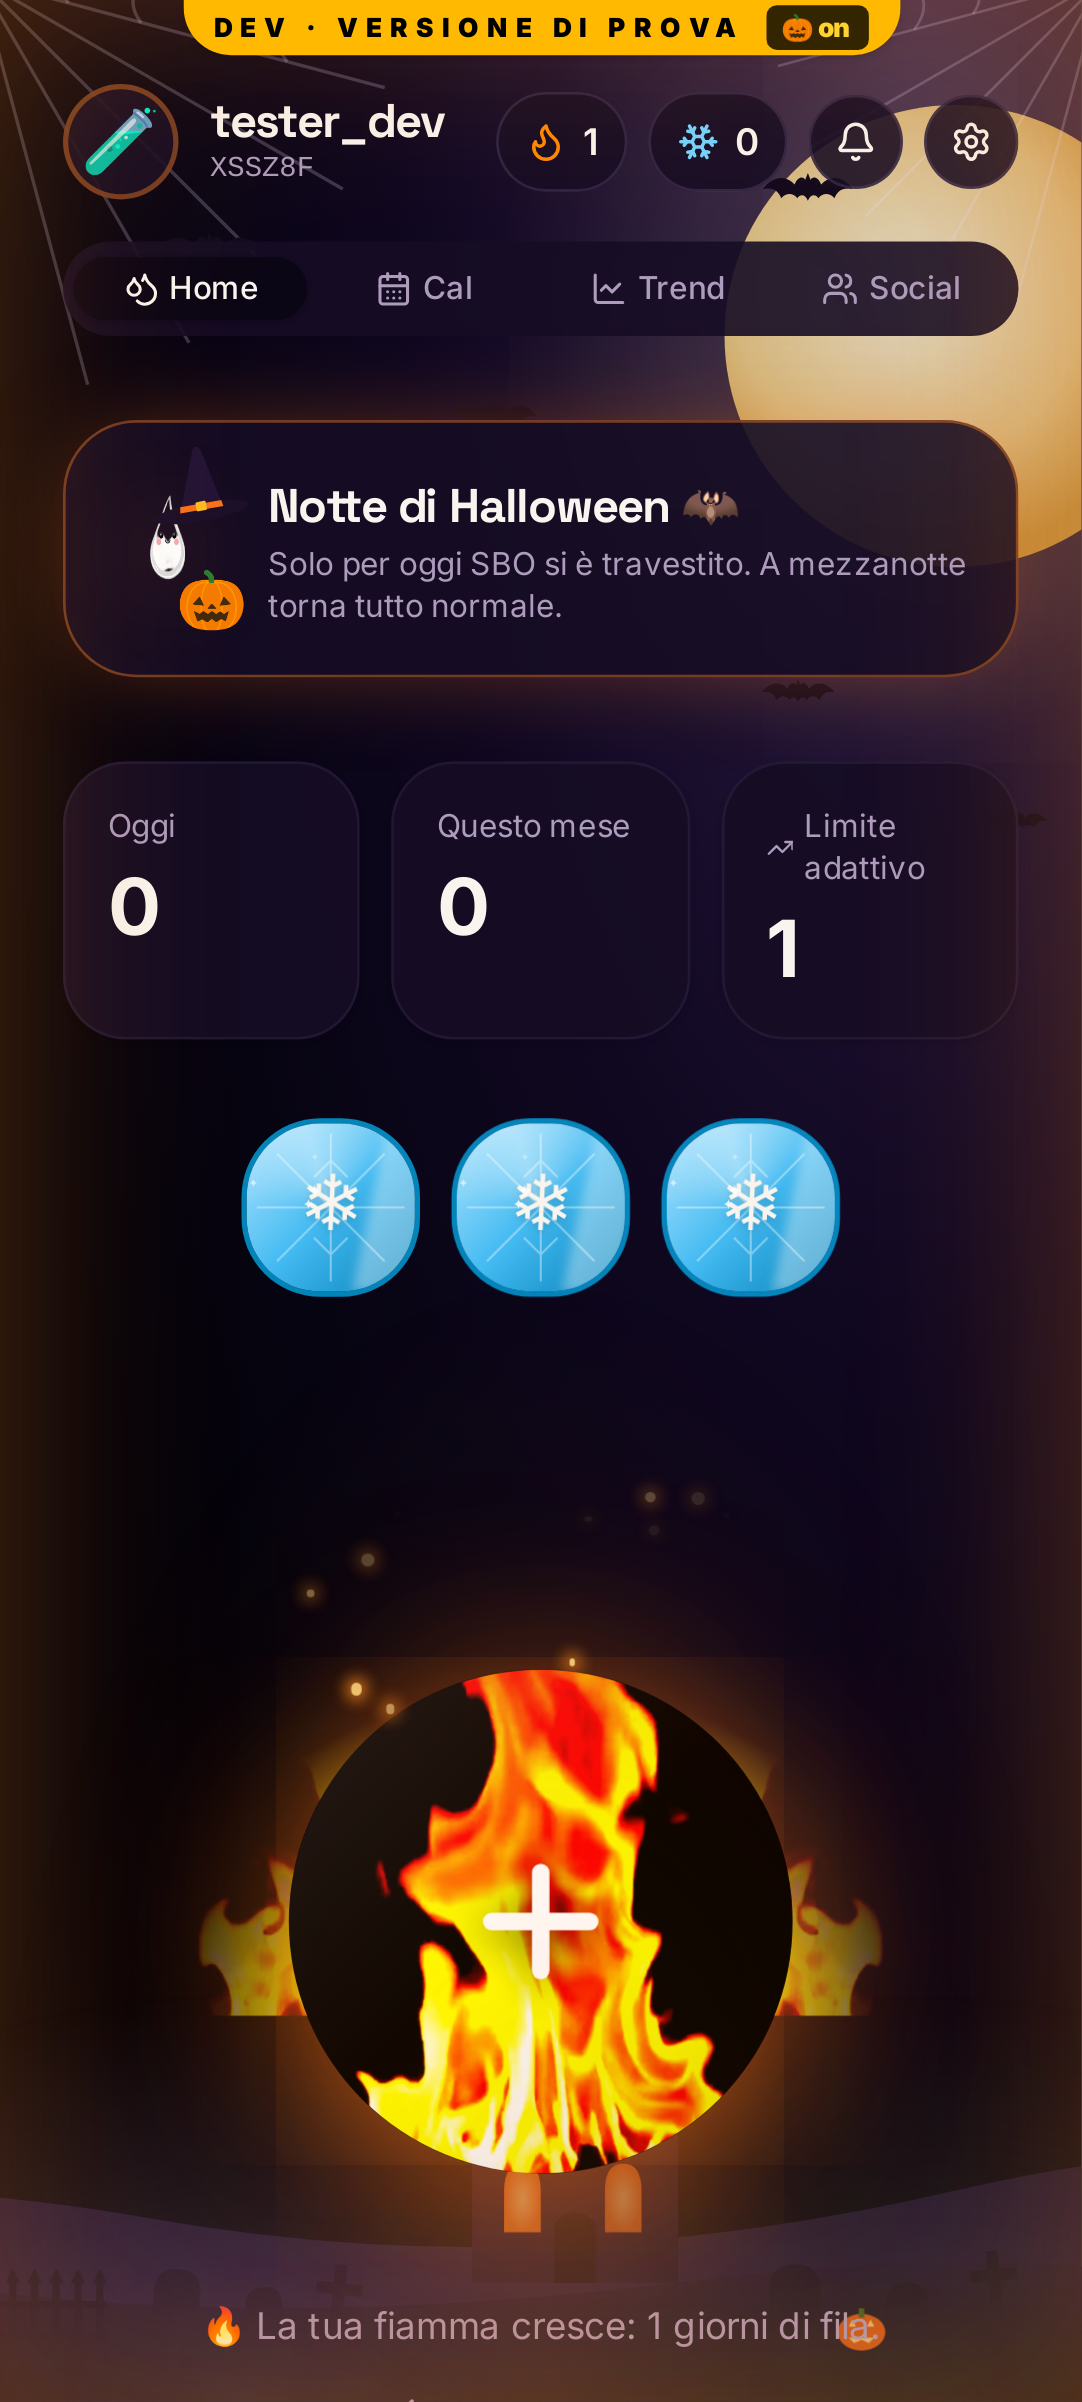 DEV · VERSIONE DI PROVA 🎃 on
tester_dev
XSSZ8F
1
0
Home
Cal
Trend
Social
Notte di Halloween 🦇
Solo per oggi SBO si è travestito. A mezzanotte
torna tutto normale.
Oggi
0
Questo mese
0
Limite
adattivo
1
🔥 La tua fiamma cresce: 1 giorni di fila.